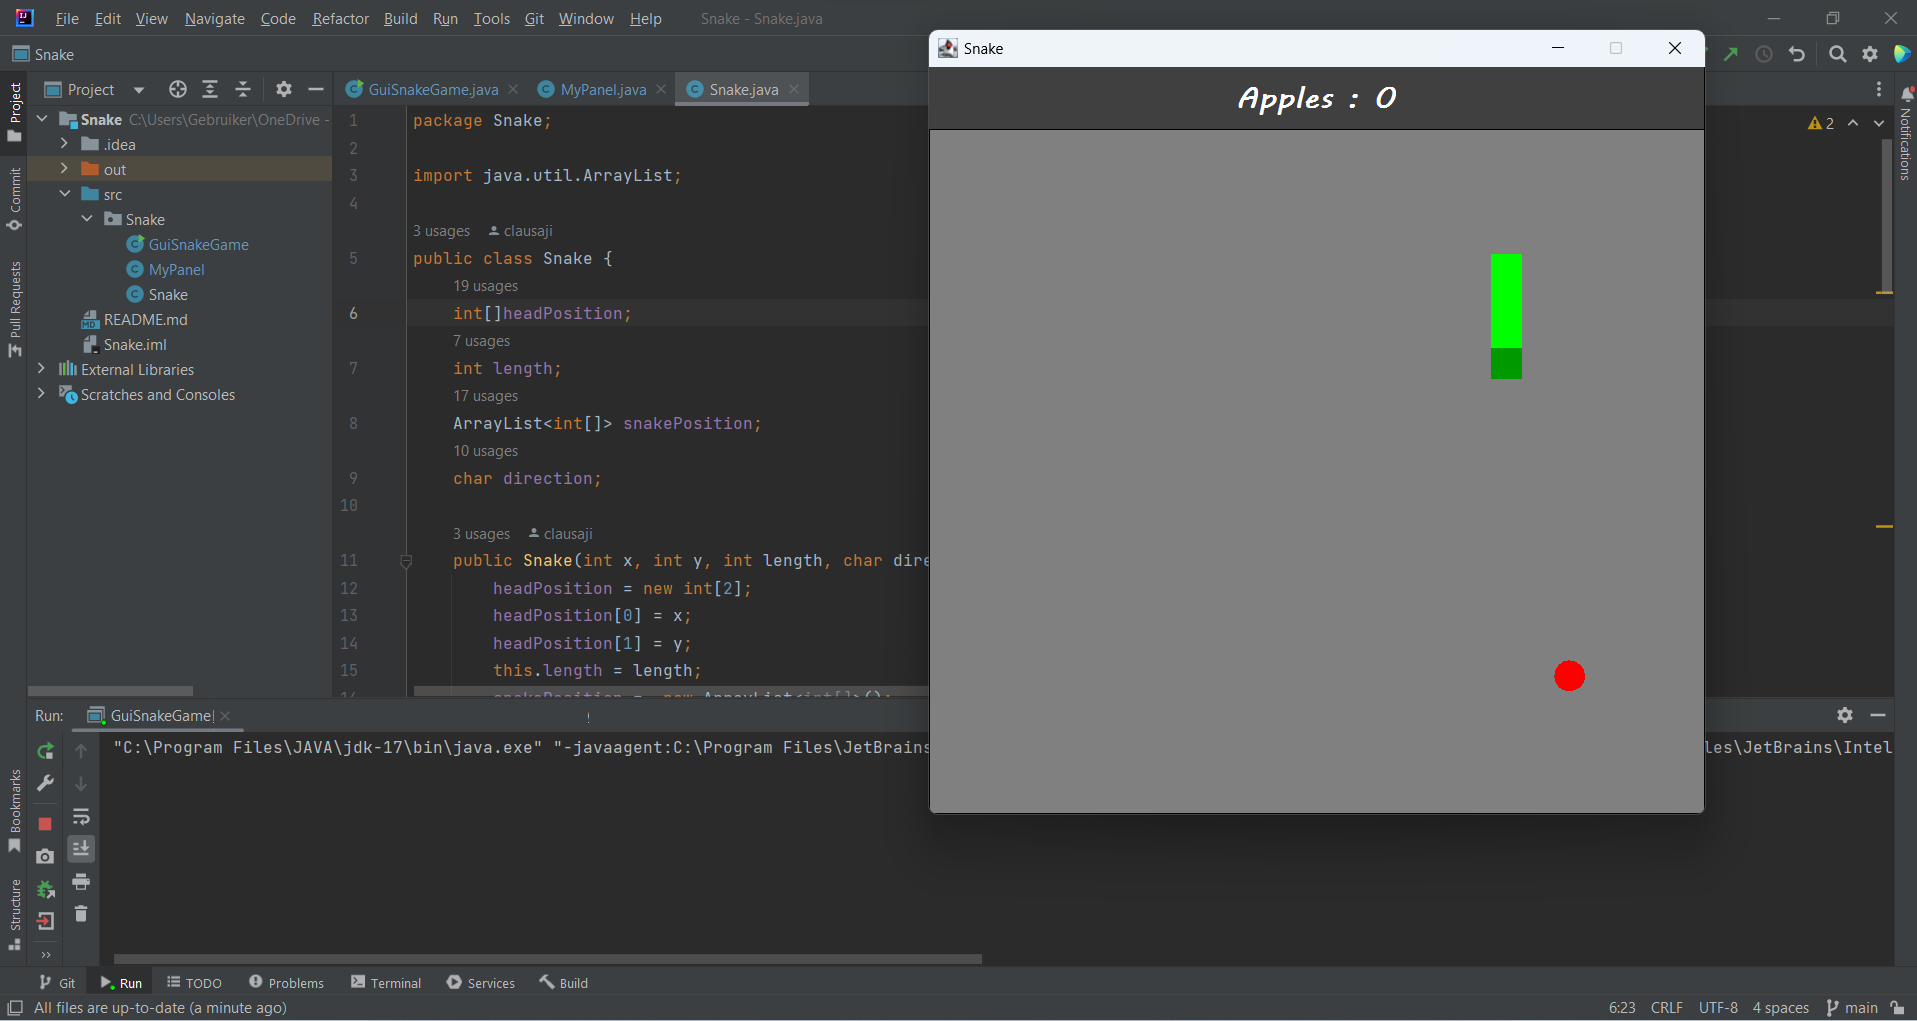 File Edit View Navigate Code Refactor Build Run Tools Git Window Help Snake - Snake.java
Snake
Project
GuiSnakeGame.java MyPanel.java Snake.java
Snake C:\Users\Gebruiker\OneDrive -
.idea
out
src
Snake
GuiSnakeGame
MyPanel
Snake
README.md
Snake.iml
External Libraries
Scratches and Consoles
Project
Commit
Pull Requests
Bookmarks
Structure
1 package Snake;
2
3 import java.util.ArrayList;
4
3 usages clausaji
5 public class Snake {
19 usages
6 int[]headPosition;
7 usages
7 int length;
17 usages
8 ArrayList<int[]> snakePosition;
10 usages
9 char direction;
10
3 usages clausaji
11 public Snake(int x, int y, int length, char dire
12 headPosition = new int[2];
13 headPosition[0] = x;
14 headPosition[1] = y;
15 this.length = length;
Snake
Apples : 0
2
Notifications
Run: GuiSnakeGame
"C:\Program Files\JAVA\jdk-17\bin\java.exe" "-javaagent:C:\Program Files\JetBrains
les\JetBrains\Intel
Git Run TODO Problems Terminal Services Build
All files are up-to-date (a minute ago) 6:23 CRLF UTF-8 4 spaces main